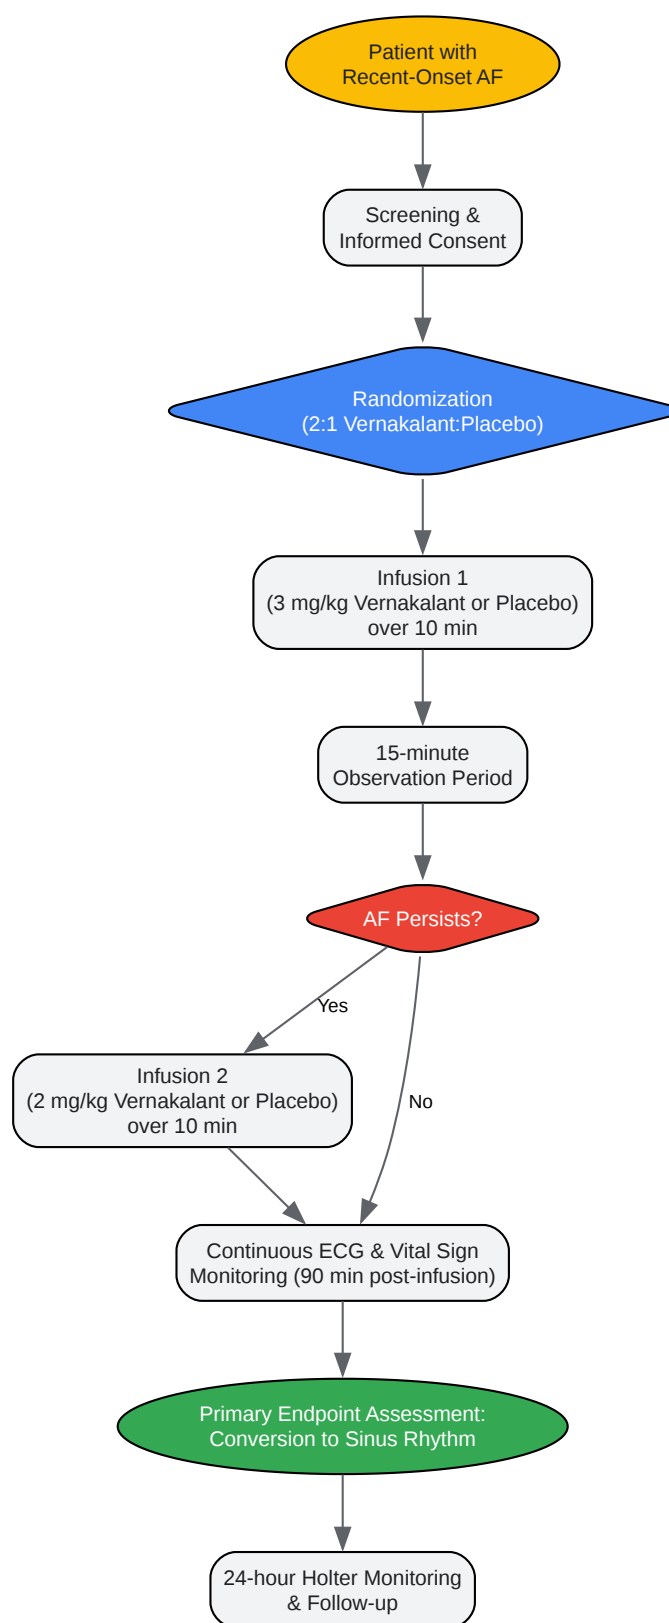 Patient with
Recent-Onset AF
Screening &
Informed Consent
Randomization
(2:1 Vernakalant:Placebo)
Infusion 1
(3 mg/kg Vernakalant or Placebo)
over 10 min
15-minute
Observation Period
AF Persists?
Yes
Infusion 2
(2 mg/kg Vernakalant or Placebo)
over 10 min
No
Continuous ECG & Vital Sign
Monitoring (90 min post-infusion)
Primary Endpoint Assessment:
Conversion to Sinus Rhythm
24-hour Holter Monitoring
& Follow-up